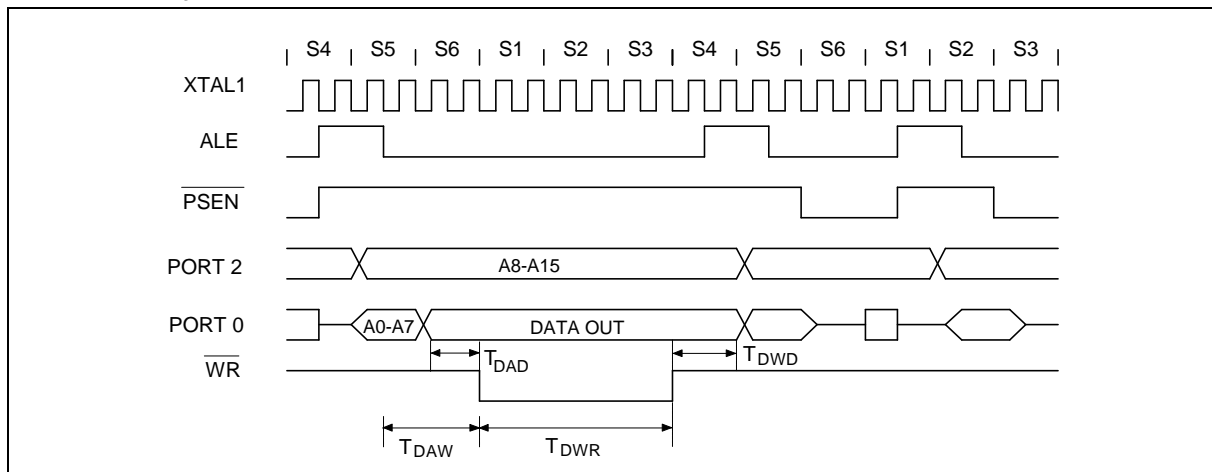 S4 S5 S6 S1 S2 S3 S4 S5 S6 S1 S2 S3
XTAL1
ALE
PSEN
PORT 2 A8-A15
PORT 0 A0-A7 DATA OUT
TDAD TDWD
WR
TDAW TDWR